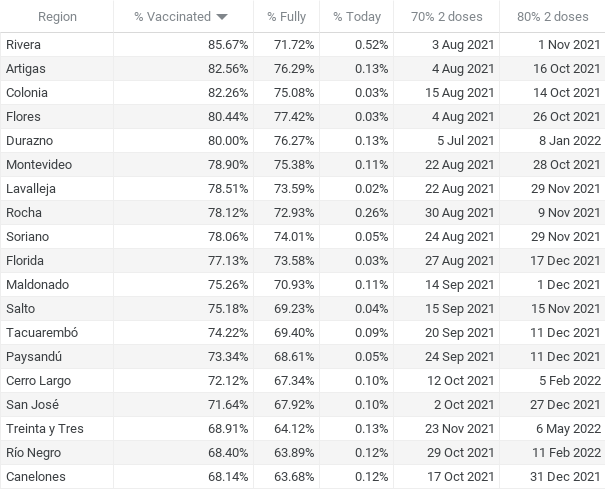 Region % Vaccinated % Fully % Today 70% 2 doses 80% 2 doses
Rivera 85.67% 71.72% 0.52% 3 Aug 2021 1 Nov 2021
Artigas 82.56% 76.29% 0.13% 4 Aug 2021 16 Oct 2021
Colonia 82.26% 75.08% 0.03% 15 Aug 2021 14 Oct 2021
Flores 80.44% 77.42% 0.03% 4 Aug 2021 26 Oct 2021
Durazno 80.00% 76.27% 0.13% 5 Jul 2021 8 Jan 2022
Montevideo 78.90% 75.38% 0.11% 22 Aug 2021 28 Oct 2021
Lavalleja 78.51% 73.59% 0.02% 22 Aug 2021 29 Nov 2021
Rocha 78.12% 72.93% 0.26% 30 Aug 2021 9 Nov 2021
Soriano 78.06% 74.01% 0.05% 24 Aug 2021 29 Nov 2021
Florida 77.13% 73.58% 0.03% 27 Aug 2021 17 Dec 2021
Maldonado 75.26% 70.93% 0.11% 14 Sep 2021 1 Dec 2021
Salto 75.18% 69.23% 0.04% 15 Sep 2021 15 Nov 2021
Tacuarembó 74.22% 69.40% 0.09% 20 Sep 2021 11 Dec 2021
Paysandú 73.34% 68.61% 0.05% 24 Sep 2021 11 Dec 2021
Cerro Largo 72.12% 67.34% 0.10% 12 Oct 2021 5 Feb 2022
San José 71.64% 67.92% 0.10% 2 Oct 2021 27 Dec 2021
Treinta y Tres 68.91% 64.12% 0.13% 23 Nov 2021 6 May 2022
Río Negro 68.40% 63.89% 0.12% 29 Oct 2021 11 Feb 2022
Canelones 68.14% 63.68% 0.12% 17 Oct 2021 31 Dec 2021